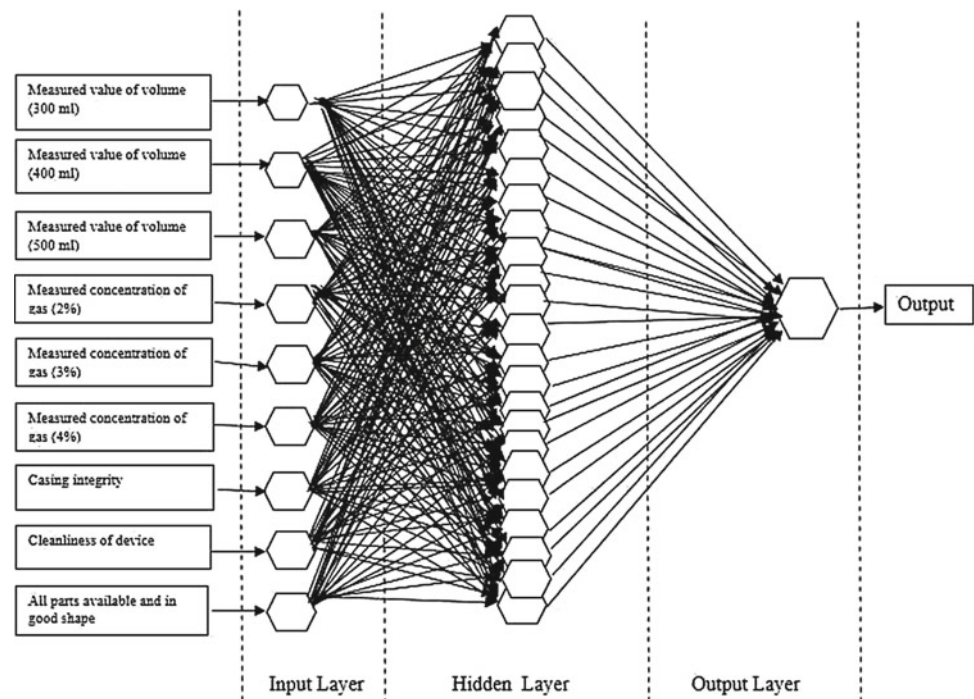 Measured value of volume
(300 ml)
Measured value of volume
(400 ml)
Measured value of volume
(500 ml)
Measured concentration of
gas (2%)
Measured concentration of
gas (3%)
Measured concentration of
gas (4%)
Casing integrity
Cleanliness of device
All parts available and in
good shape
Output
Input Layer
Hidden Layer
Output Layer